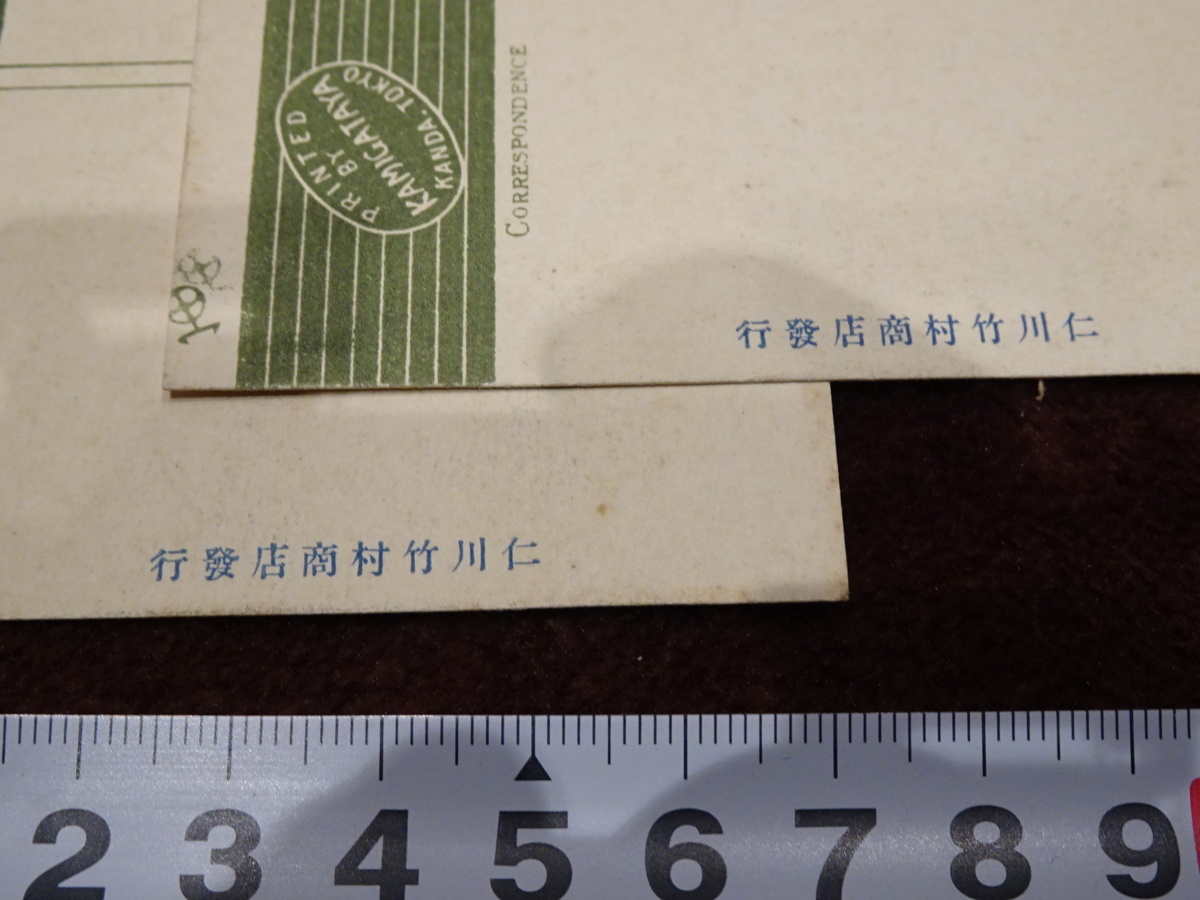 PRINTED
BY
KAMIGATAYA
KANDA. TOKYO
CORRESPONDENCE
仁川竹村商店發行
仁川竹村商店發行
2 3 4 5 6 7 8 9